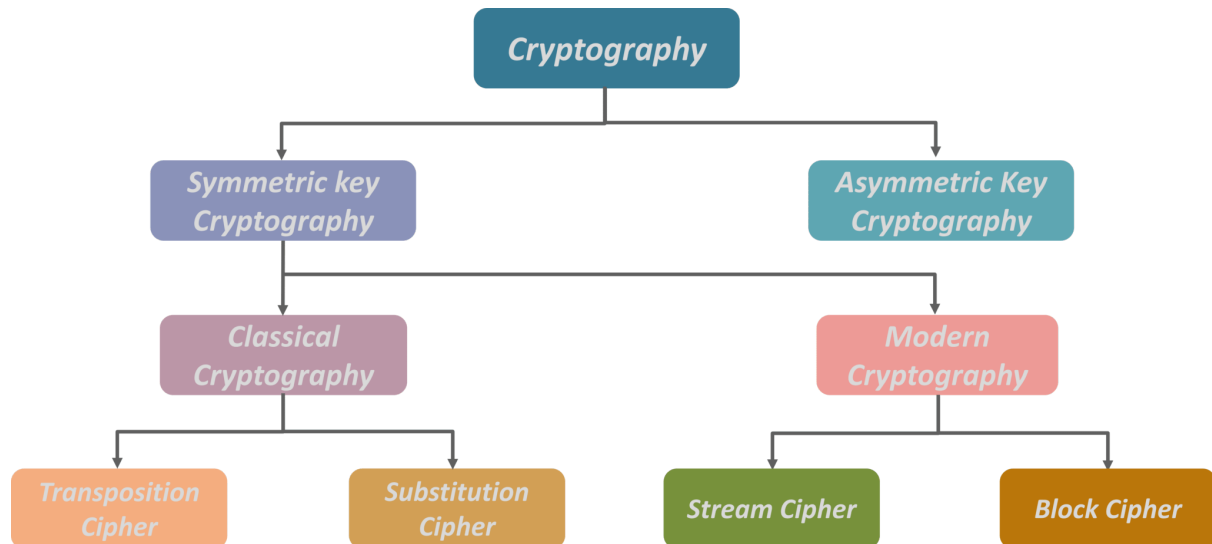 Cryptography
Symmetric key
Cryptography
Asymmetric Key
Cryptography
Classical
Cryptography
Modern
Cryptography
Transposition
Cipher
Substitution
Cipher
Stream Cipher
Block Cipher